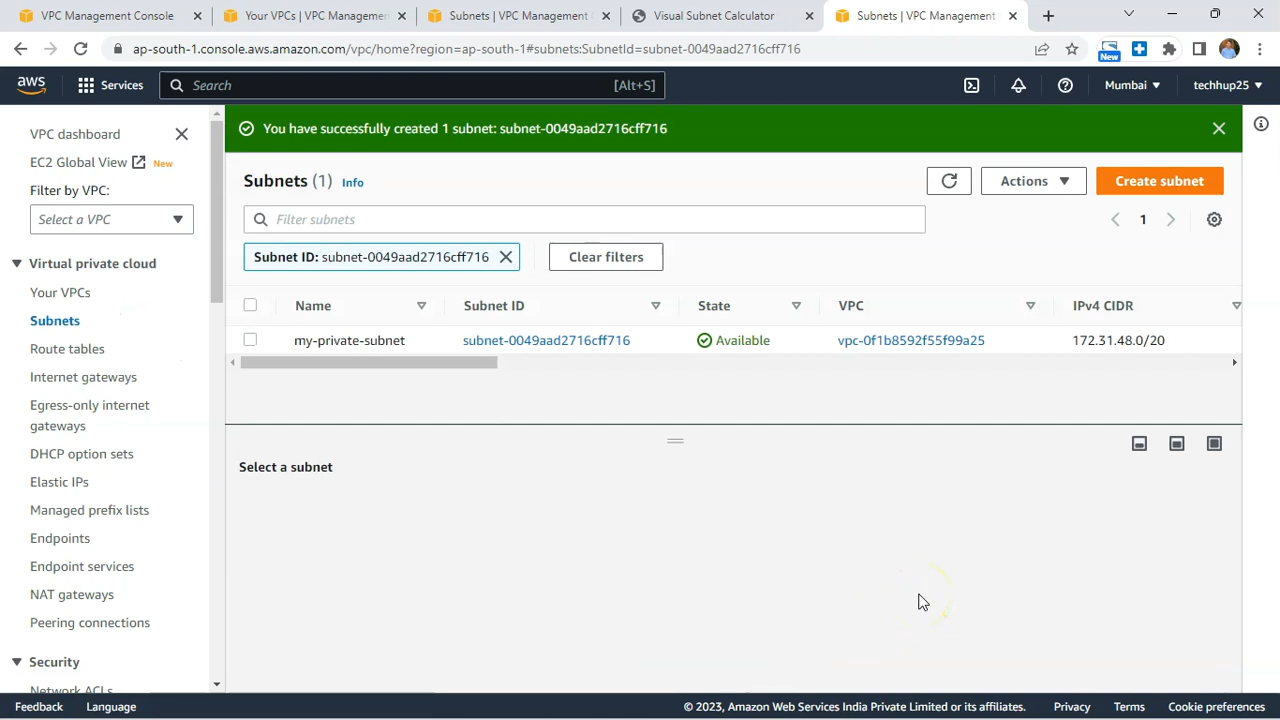 VPC Management Console
Your VPCs | VPC Managemen
Subnets | VPC Management
Visual Subnet Calculator
Subnets | VPC Management
ap-south-1.console.aws.amazon.com/vpc/home?region=ap-south-1#subnets:SubnetId=subnet-0049aad2716cff716
New
aws
Services
Search
[Alt+S]
Mumbai
techhup25
VPC dashboard
EC2 Global View
New
Filter by VPC:
Select a VPC
Virtual private cloud
Your VPCs
Subnets
Route tables
Internet gateways
Egress-only internet
gateways
DHCP option sets
Elastic IPs
Managed prefix lists
Endpoints
Endpoint services
NAT gateways
Peering connections
Security
Network ACLs
You have successfully created 1 subnet: subnet-0049aad2716cff716
Subnets (1)
Info
Actions
Create subnet
Filter subnets
1
Subnet ID: subnet-0049aad2716cff716
Clear filters
Name
Subnet ID
State
VPC
IPv4 CIDR
my-private-subnet
subnet-0049aad2716cff716
Available
vpc-0f1b8592f55f99a25
172.31.48.0/20
Select a subnet
Feedback
Language
© 2023, Amazon Web Services India Private Limited or its affiliates.
Privacy
Terms
Cookie preferences